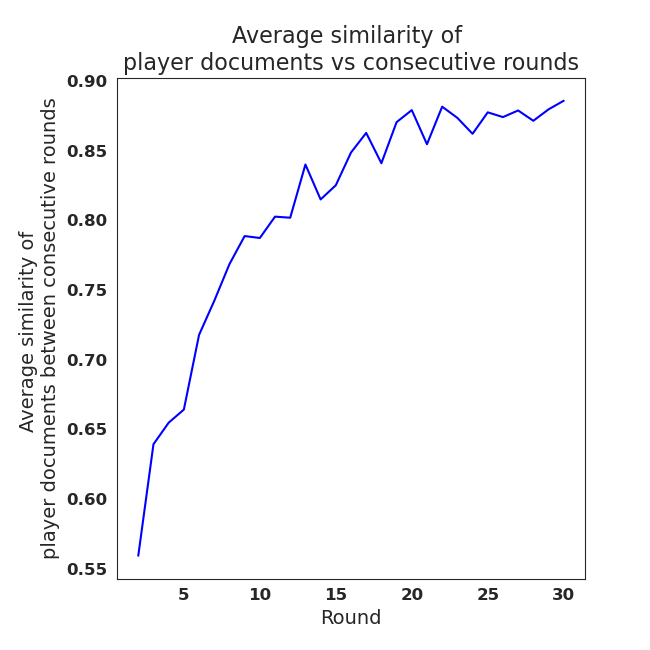 Average similarity of
player documents vs consecutive rounds
Average similarity of
player documents between consecutive rounds
0.90
0.85
0.80
0.75
0.70
0.65
0.60
0.55
5 10 15 20 25 30
Round